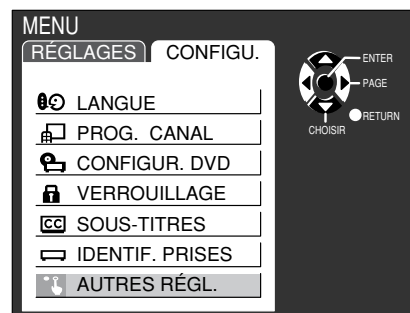 MENU
RÉGLAGES CONFIGU.
LANGUE
PROG. CANAL
CONFIGUR. DVD
VERROUILLAGE
CC SOUS-TITRES
IDENTIF. PRISES
AUTRES RÉGL.
ENTER
PAGE
RETURN
CHOISIR